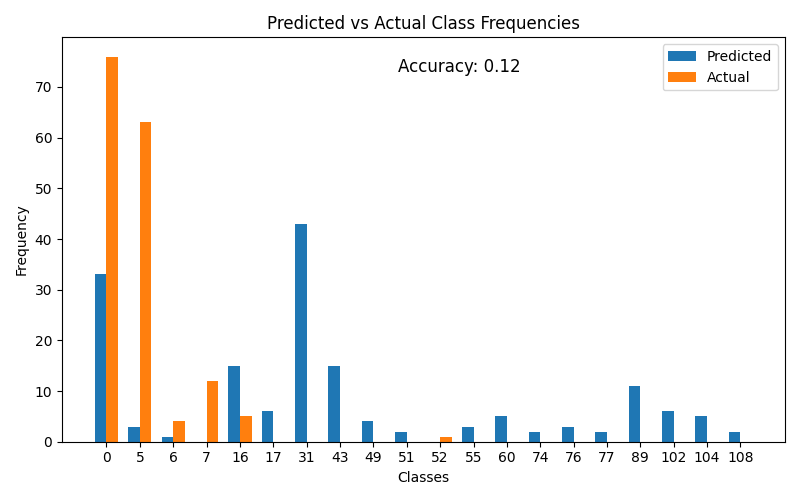 Predicted vs Actual Class Frequencies
Accuracy: 0.12
Predicted
Actual
Frequency
70
60
50
40
30
20
10
0
0 5 6 7 16 17 31 43 49 51 52 55 60 74 76 77 89 102 104 108
Classes